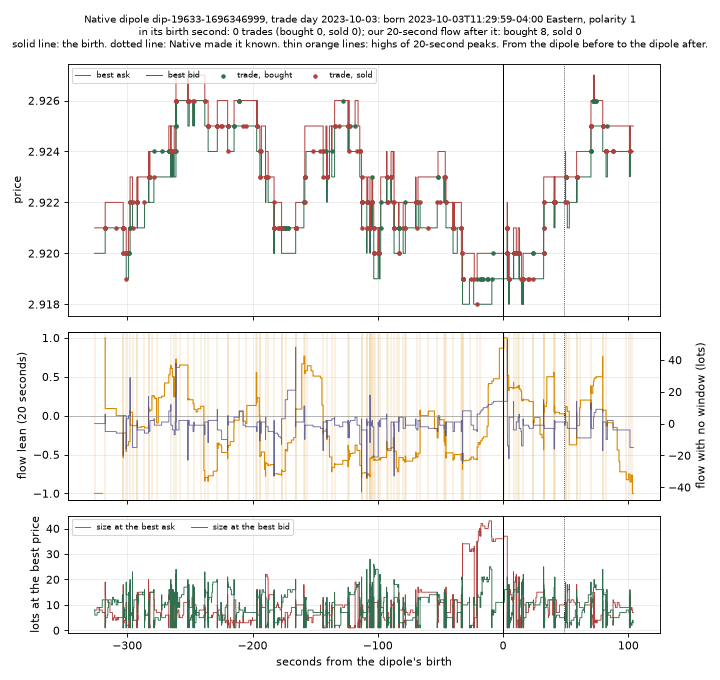 Native dipole dip-19633-1696346999, trade day 2023-10-03: born 2023-10-03T11:29:59-04:00 Eastern, polarity 1
in its birth second: 0 trades (bought 0, sold 0); our 20-second flow after it: bought 8, sold 0
solid line: the birth. dotted line: Native made it known. thin orange lines: highs of 20-second peaks. From the dipole before to the dipole after.
best ask best bid trade, bought trade, sold
2.926
2.924
2.922
2.920
2.918
price
1.0
0.5
0.0
−0.5
−1.0
flow lean (20 seconds)
40
20
0
−20
−40
flow with no window (lots)
size at the best ask size at the best bid
40
30
20
10
0
lots at the best price
−300 −200 −100 0 100
seconds from the dipole's birth